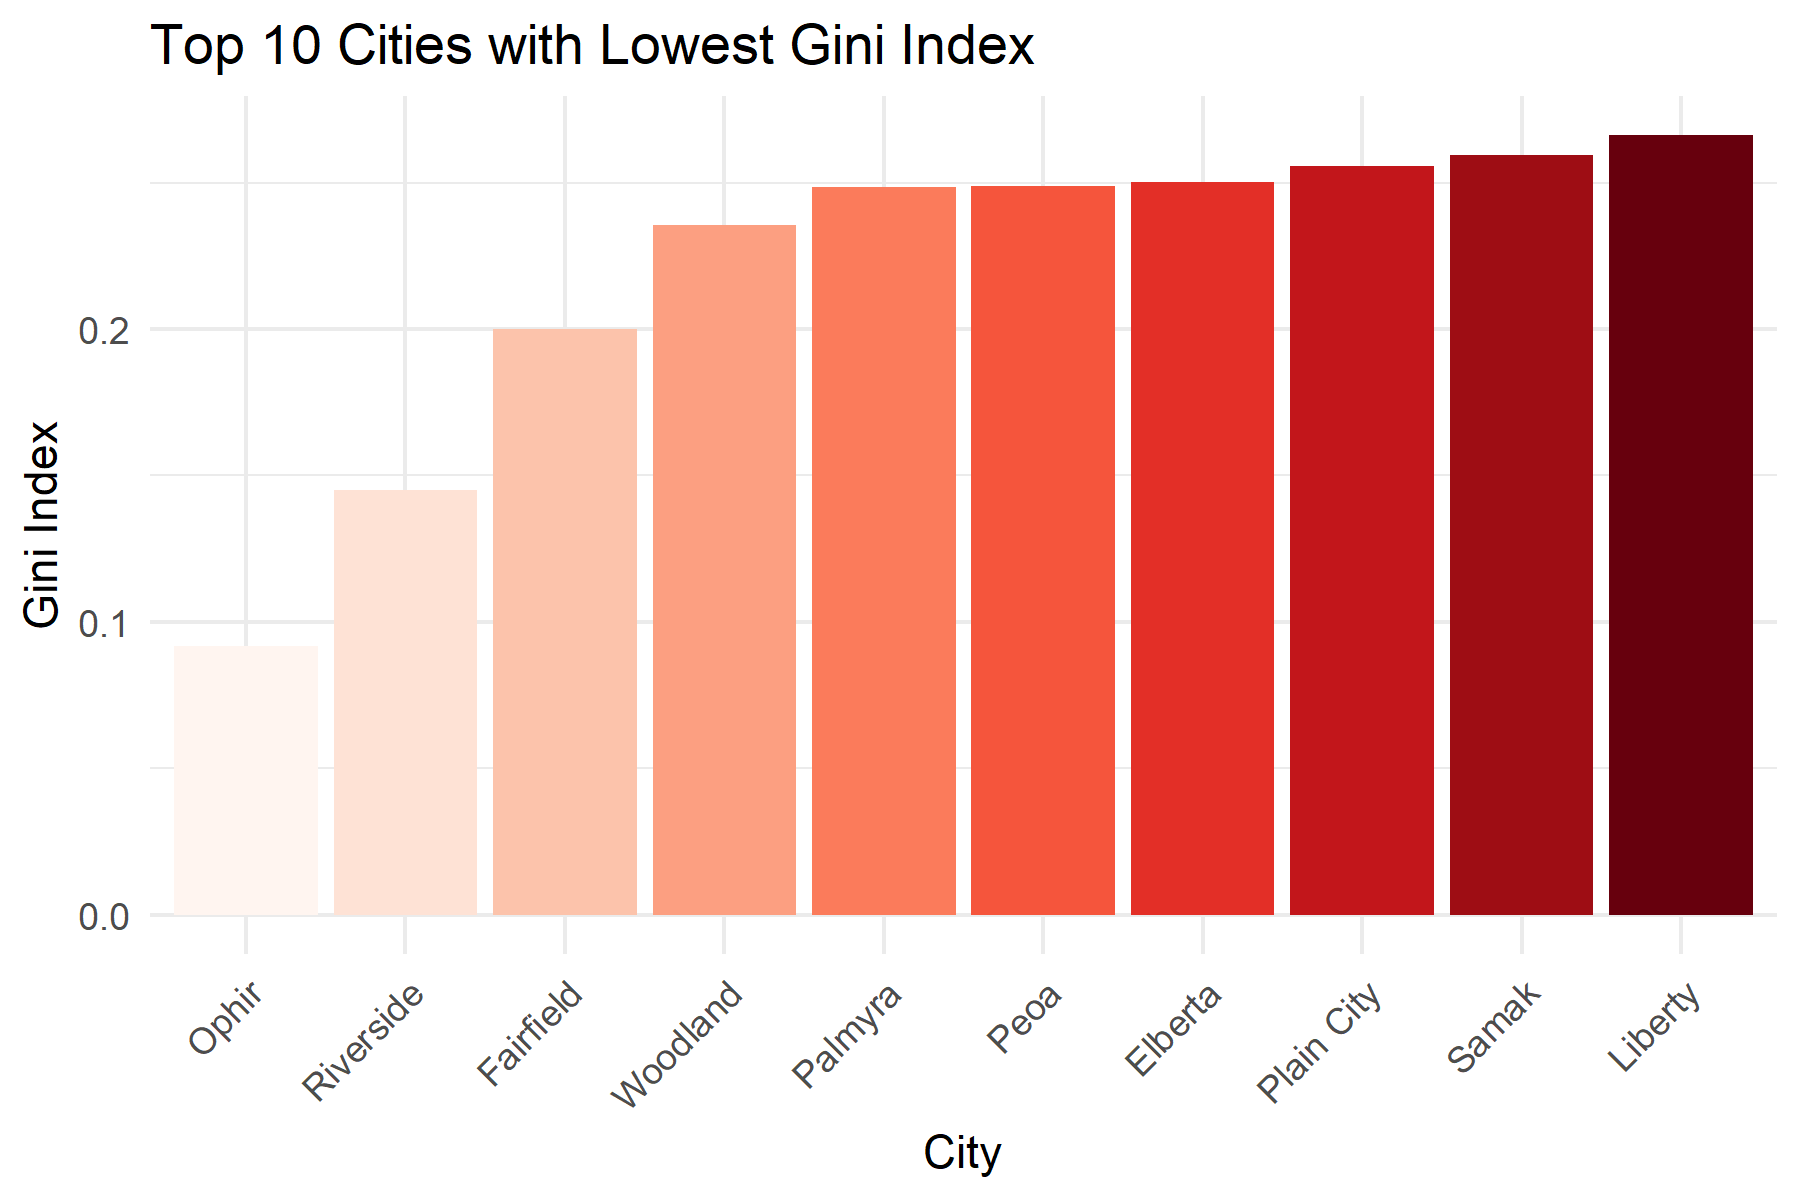 Top 10 Cities with Lowest Gini Index
Gini Index
0.2
0.1
0.0
Ophir
Riverside
Fairfield
Woodland
Palmyra
Peoa
Elberta
Plain City
Samak
Liberty
City